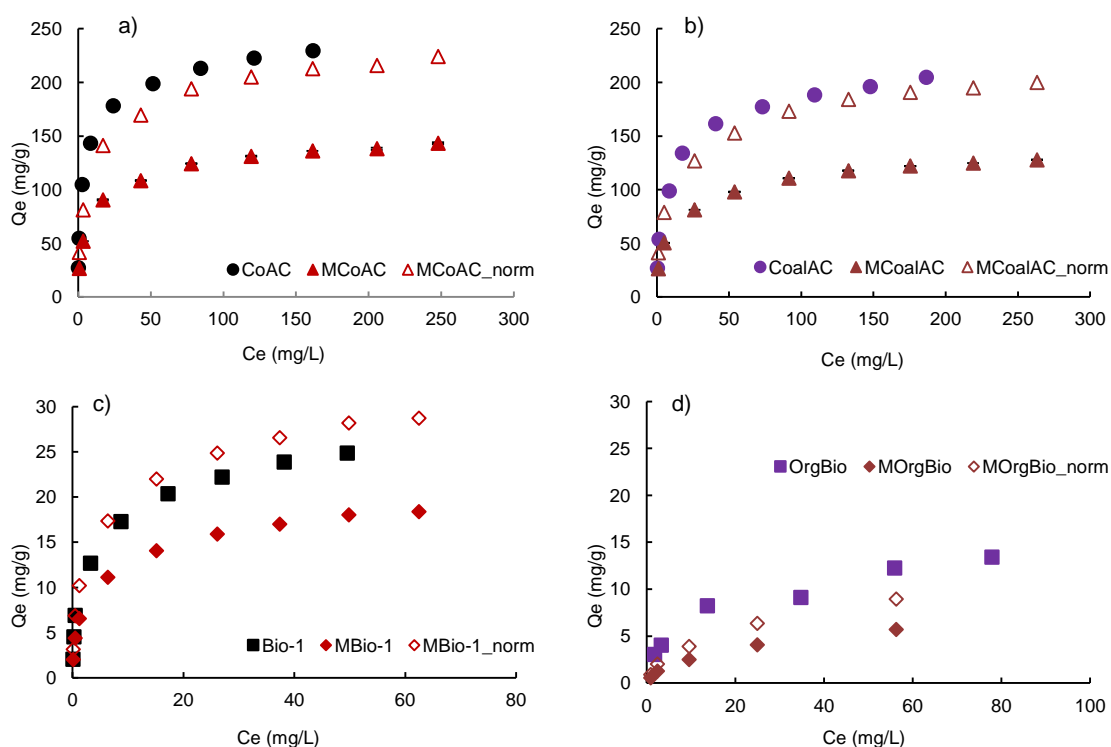 a)
250
200
150
100
50
0
Qe (mg/g)
CoAC MCoAC MCoAC_norm
0 50 100 150 200 250 300
Ce (mg/L)
b)
250
200
150
100
50
0
Qe (mg/g)
CoalAC MCoalAC MCoalAC_norm
0 50 100 150 200 250 300
Ce (mg/L)
c)
30
25
20
15
10
5
0
Qe (mg/g)
Bio-1 MBio-1 MBio-1_norm
0 20 40 60 80
Ce (mg/L)
d)
30
25
20
15
10
5
0
Qe (mg/g)
OrgBio MOrgBio MOrgBio_norm
0 20 40 60 80 100
Ce (mg/L)